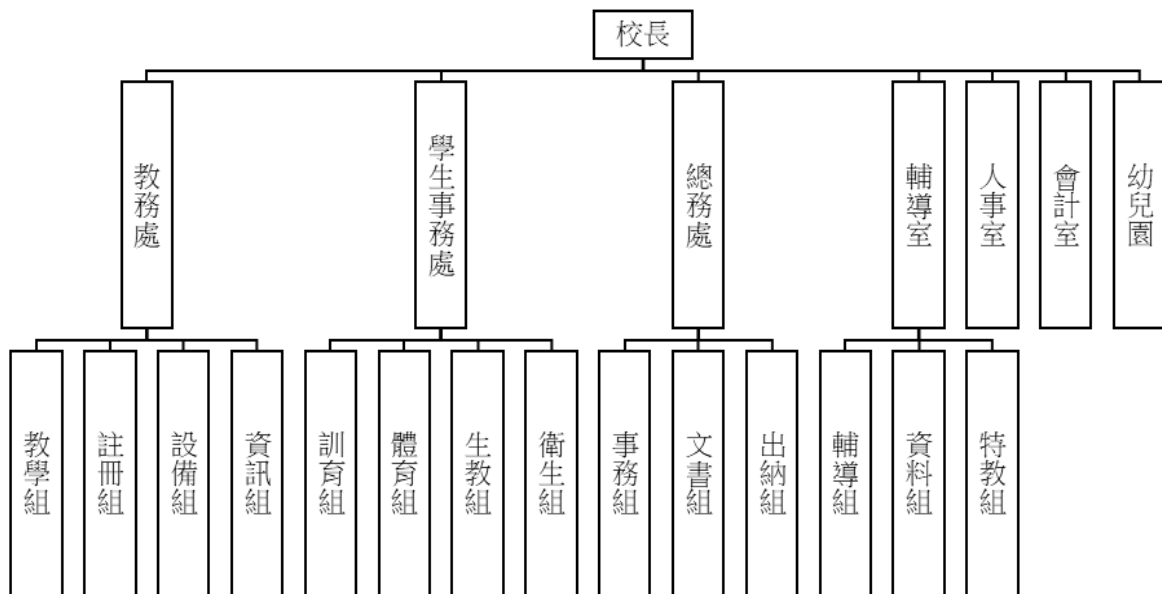 校長
教務處
學生事務處
總務處
輔導室
人事室
會計室
幼兒園
教學組
註冊組
設備組
資訊組
訓育組
體育組
生教組
衛生組
事務組
文書組
出納組
輔導組
資料組
特教組